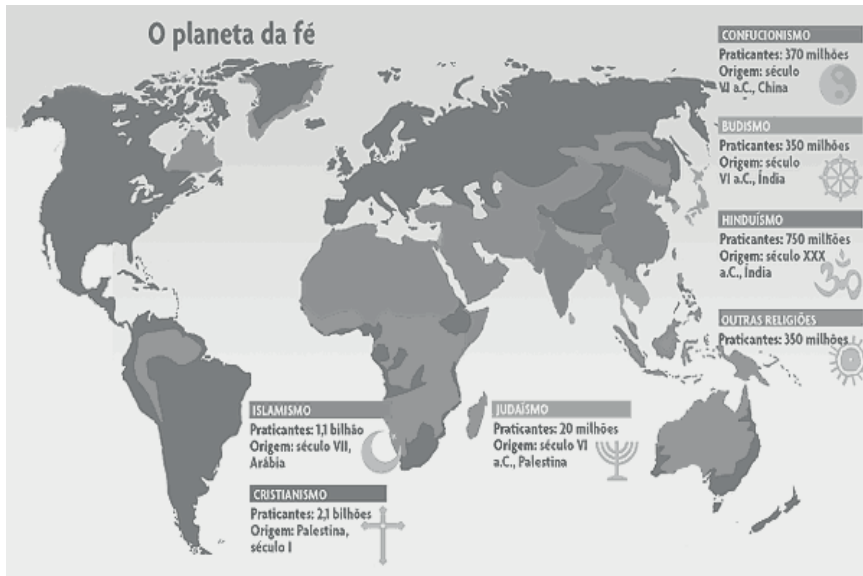 O planeta da fé
CONFUCIONISMO
Praticantes: 370 milhões
Origem: século
VI a.C., China
BUDISMO
Praticantes: 350 milhões
Origem: século
VI a.C., Índia
HINDUÍSMO
Praticantes: 750 milhões
Origem: século XXX
a.C., Índia
OUTRAS RELIGIÕES
Praticantes: 350 milhões
ISLAMISMO
Praticantes: 1,1 bilhão
Origem: século VII,
Arábia
JUDAÍSMO
Praticantes: 20 milhões
Origem: século VI
a.C., Palestina
CRISTIANISMO
Praticantes: 2,1 bilhões
Origem: Palestina,
século I